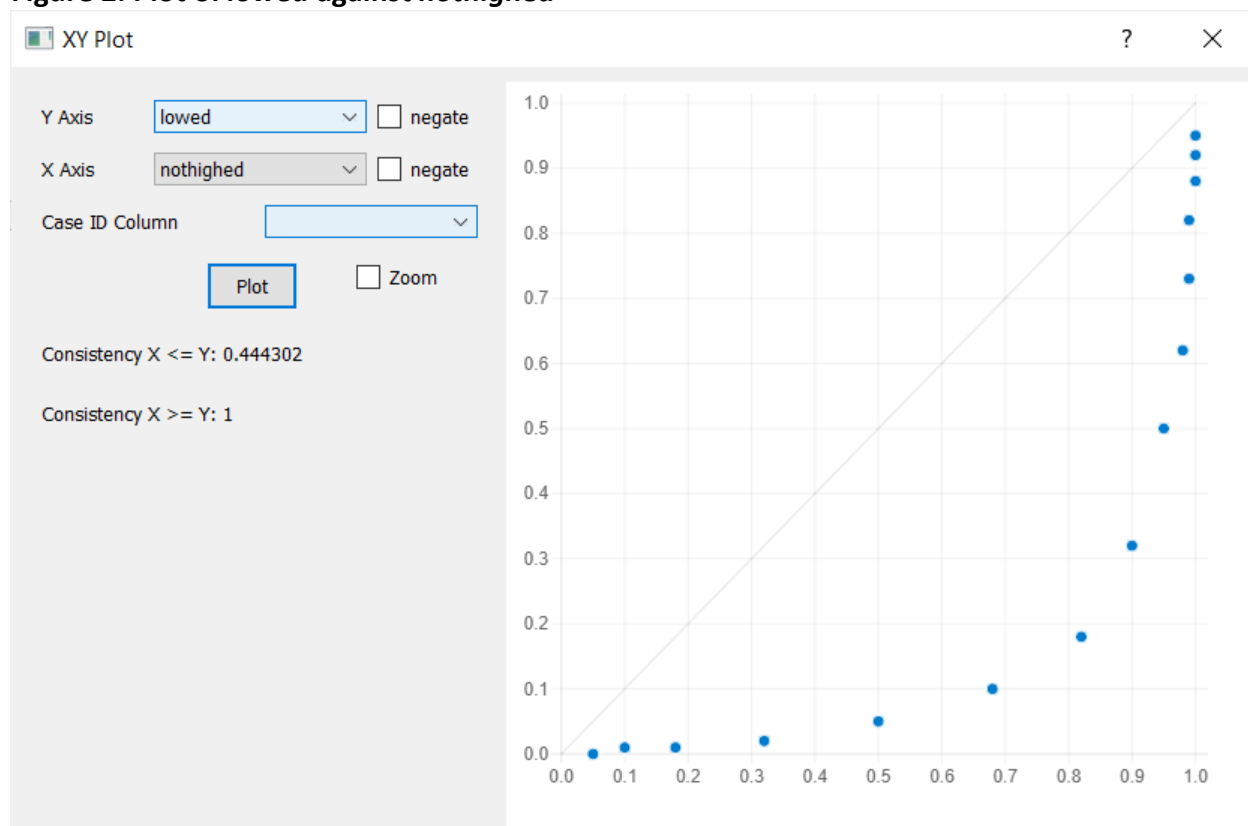 XY Plot ?
Y Axis lowed negate
X Axis nothighed negate
Case ID Column
Plot Zoom
Consistency X <= Y: 0.444302
Consistency X >= Y: 1
1.0
0.9
0.8
0.7
0.6
0.5
0.4
0.3
0.2
0.1
0.0
0.0 0.1 0.2 0.3 0.4 0.5 0.6 0.7 0.8 0.9 1.0